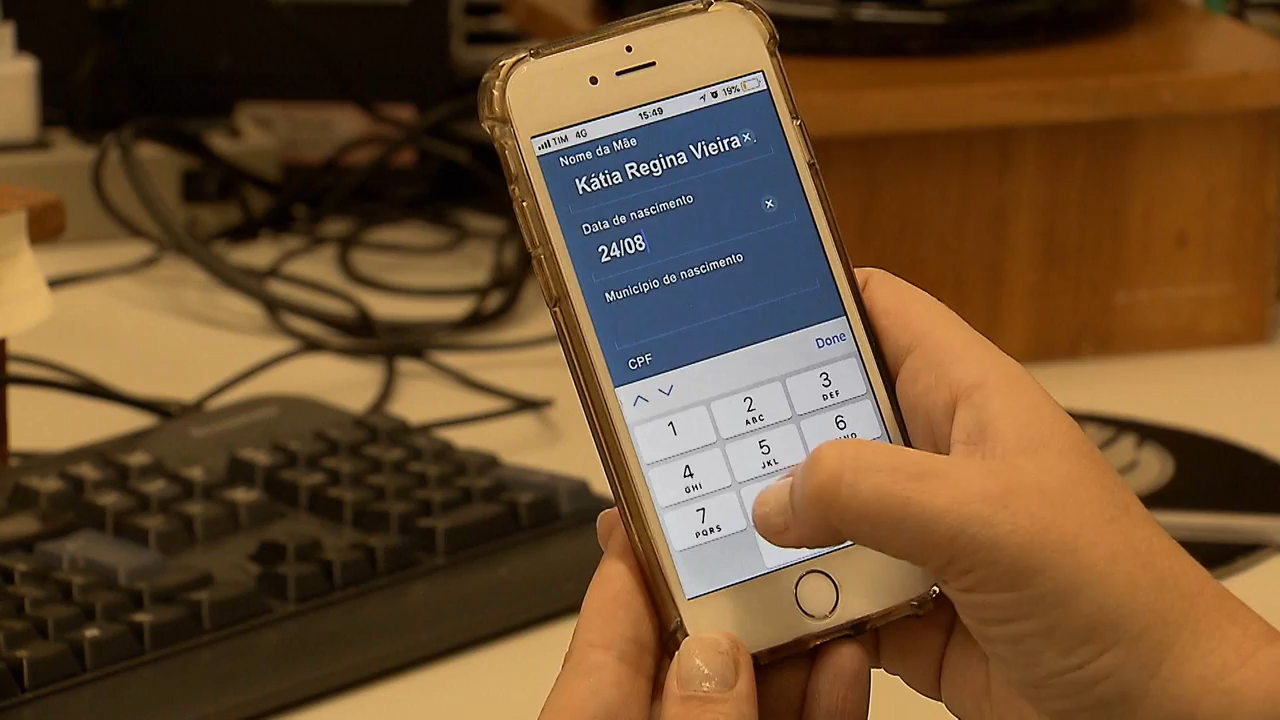 TIM 4G 15:49 19%
Nome da Mãe
Kátia Regina Vieira
Data de nascimento
24/08
Município de nascimento
CPF
Done
1
2 ABC
3 DEF
4 GHI
5 JKL
6
7 PQRS